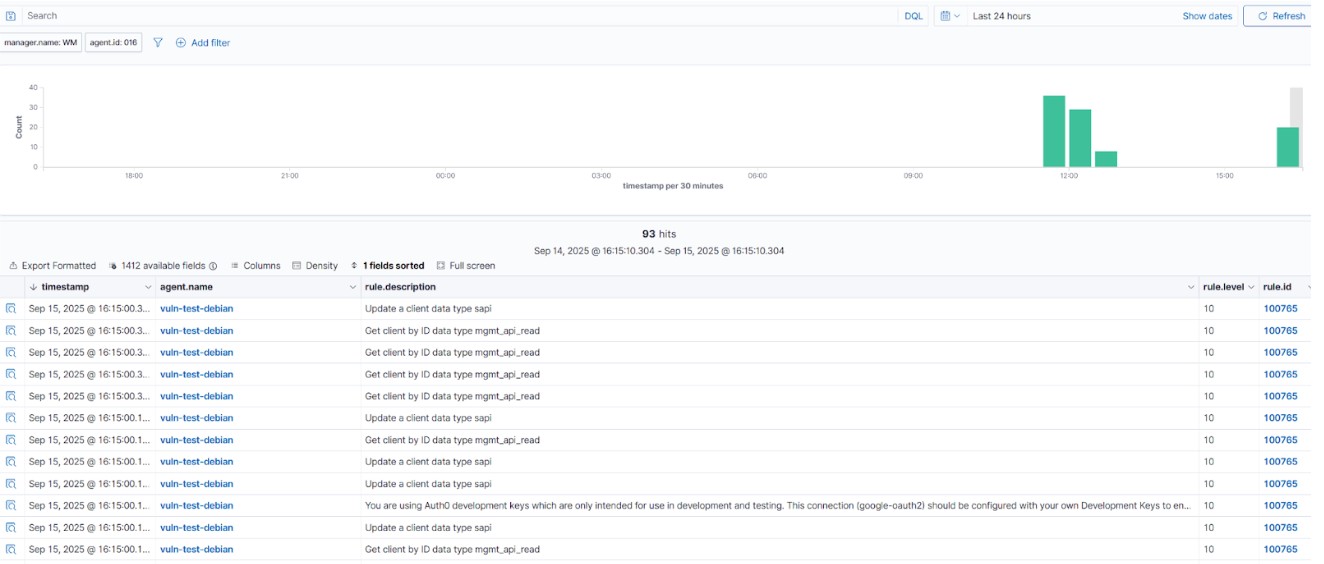 Search DQL Last 24 hours Show dates Refresh
manager.name: WM agent.id: 016 Add filter
40
30
20
10
0
Count
18:00 21:00 00:00 03:00 06:00 09:00 12:00 15:00
timestamp per 30 minutes
93 hits
Sep 14, 2025 @ 16:15:10.304 - Sep 15, 2025 @ 16:15:10.304
Export Formatted 1412 available fields Columns Density 1 fields sorted Full screen
timestamp agent.name rule.description rule.level rule.id
Sep 15, 2025 @ 16:15:00.3... vuln-test-debian Update a client data type sapi 10 100765
Sep 15, 2025 @ 16:15:00.3... vuln-test-debian Get client by ID data type mgmt_api_read 10 100765
Sep 15, 2025 @ 16:15:00.3... vuln-test-debian Get client by ID data type mgmt_api_read 10 100765
Sep 15, 2025 @ 16:15:00.3... vuln-test-debian Get client by ID data type mgmt_api_read 10 100765
Sep 15, 2025 @ 16:15:00.3... vuln-test-debian Get client by ID data type mgmt_api_read 10 100765
Sep 15, 2025 @ 16:15:00.1... vuln-test-debian Update a client data type sapi 10 100765
Sep 15, 2025 @ 16:15:00.1... vuln-test-debian Get client by ID data type mgmt_api_read 10 100765
Sep 15, 2025 @ 16:15:00.1... vuln-test-debian Update a client data type sapi 10 100765
Sep 15, 2025 @ 16:15:00.1... vuln-test-debian Update a client data type sapi 10 100765
Sep 15, 2025 @ 16:15:00.1... vuln-test-debian You are using Auth0 development keys which are only intended for use in development and testing. This connection (google-oauth2) should be configured with your own Development Keys to en... 10 100765
Sep 15, 2025 @ 16:15:00.1... vuln-test-debian Update a client data type sapi 10 100765
Sep 15, 2025 @ 16:15:00.1... vuln-test-debian Get client by ID data type mgmt_api_read 10 100765